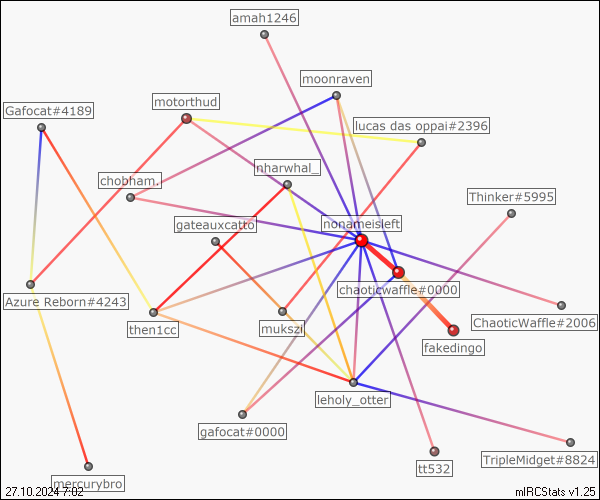 amah1246
moonraven
Gafocat#4189
motorthud
lucas das oppai#2396
nharwhal_
chobham.
Thinker#5995
gateauxcatto
nonameisleft
chaoticwaffle#0000
Azure Reborn#4243
ChaoticWaffle#2006
then1cc
mukszi
fakedingo
leholy_otter
gafocat#0000
TripleMidget#8824
tt532
mercurybro
27.10.2024 7:02
mIRCStats v1.25